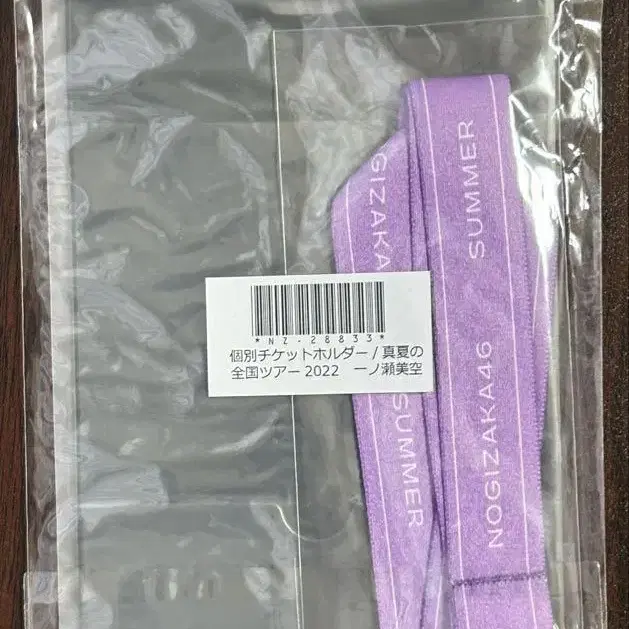 GIZAKA
SUMMER
*NZ-28833*
個別チケットホルダー / 真夏の
全国ツアー 2022　一ノ瀬美空
SUMMER
NOGIZAKA46